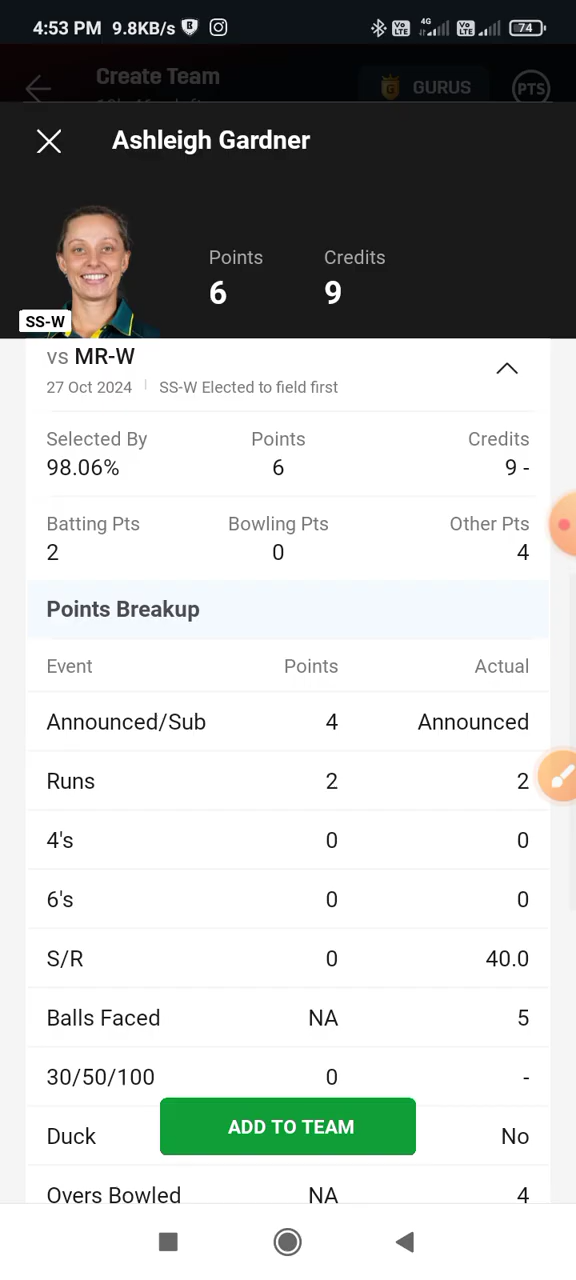 4:53 PM 9.8KB/s
4G 74
Create Team
GURUS PTS
Ashleigh Gardner
Points Credits
6 9
SS-W
vs MR-W
27 Oct 2024 SS-W Elected to field first
Selected By Points Credits
98.06% 6 9 -
Batting Pts Bowling Pts Other Pts
2 0 4
Points Breakup
Event Points Actual
Announced/Sub 4 Announced
Runs 2 2
4's 0 0
6's 0 0
S/R 0 40.0
Balls Faced NA 5
30/50/100 0 -
ADD TO TEAM
Duck No
Overs Bowled NA 4